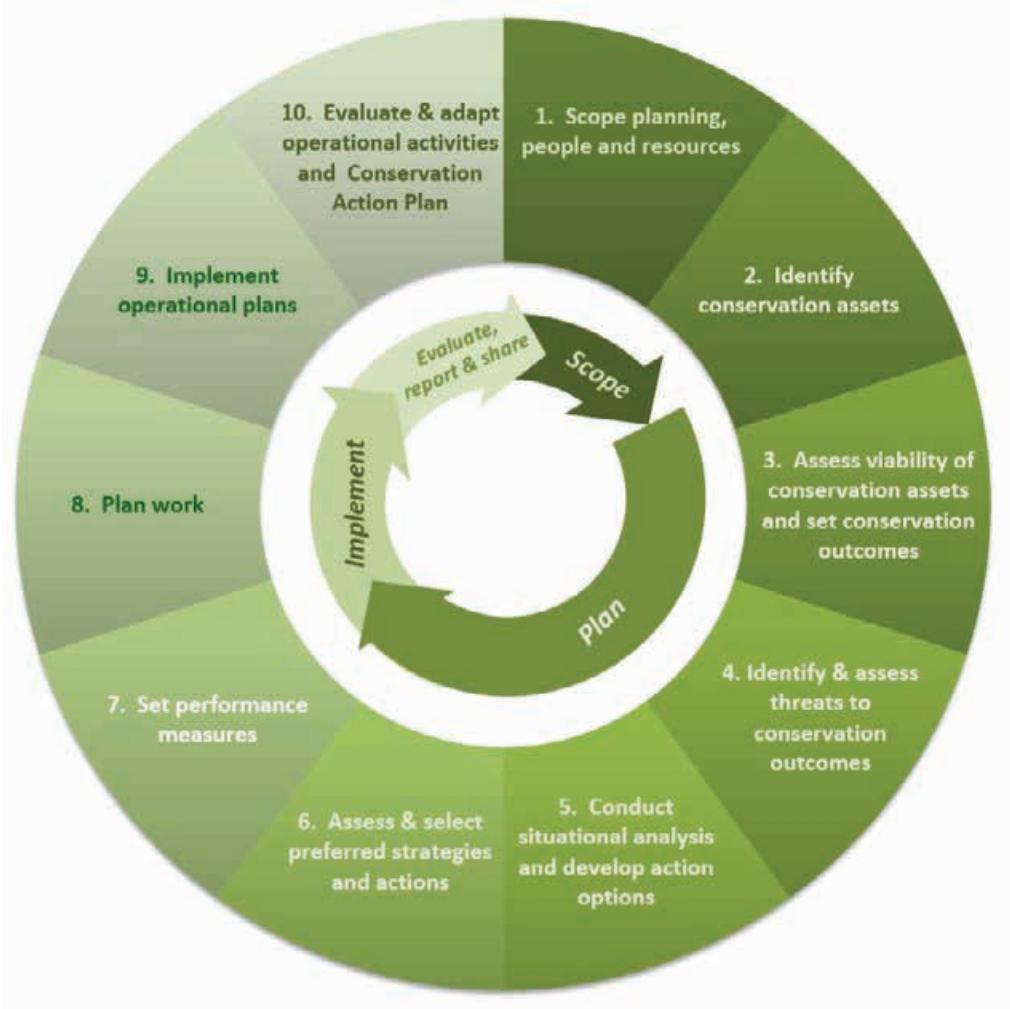 1. Scope planning,
people and resources
2. Identify
conservation assets
3. Assess viability of
conservation assets
and set conservation
outcomes
4. Identify & assess
threats to
conservation
outcomes
5. Conduct
situational analysis
and develop action
options
6. Assess & select
preferred strategies
and actions
7. Set performance
measures
8. Plan work
9. Implement
operational plans
10. Evaluate & adapt
operational activities
and Conservation
Action Plan
Scope
Plan
Implement
Evaluate,
report & share